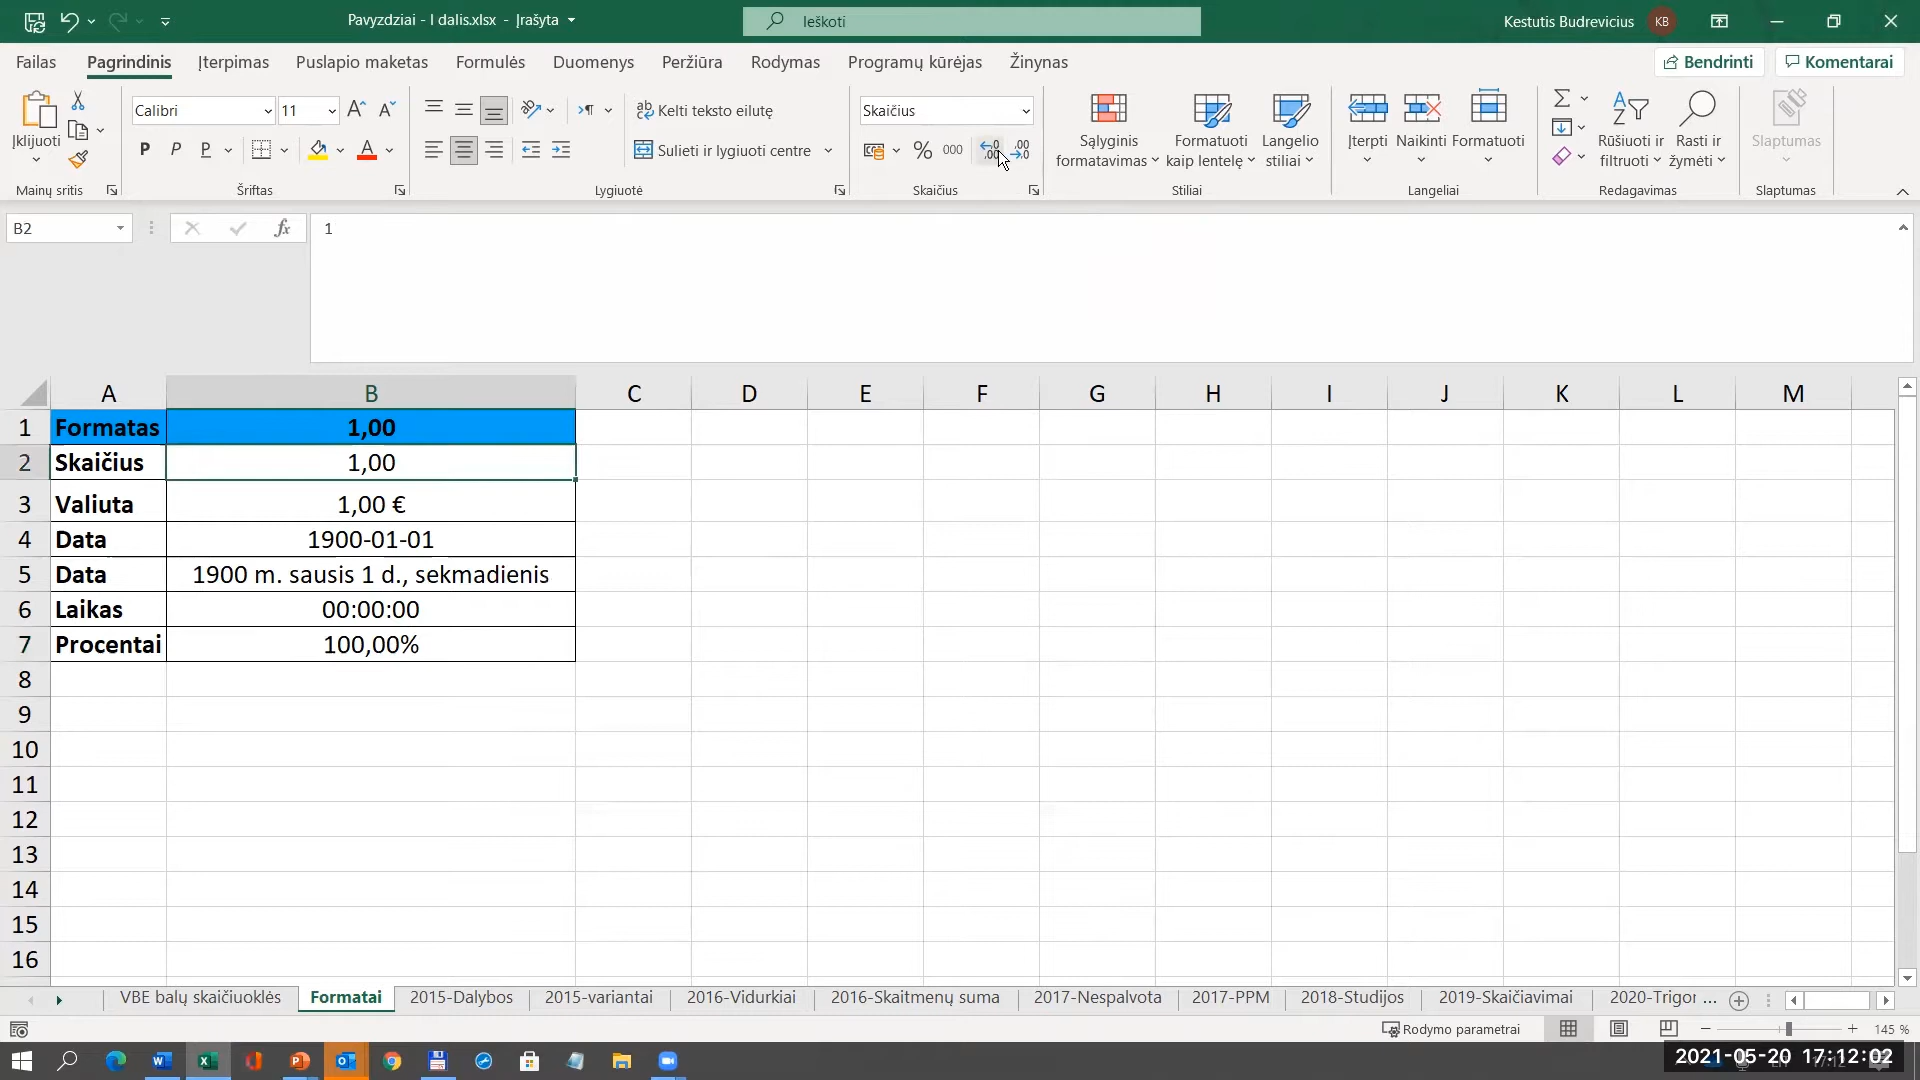 Pavyzdziai - I dalis.xlsx - Įrašyta
Ieškoti
Kestutis Budrevicius KB
Failas Pagrindinis Įterpimas Puslapio maketas Formulės Duomenys Peržiūra Rodymas Programų kūrėjas Žinynas Bendrinti Komentarai
Įklijuoti
Calibri 11
Kelti teksto eilutę
Skaičius
Sąlyginis formatavimas
Formatuoti kaip lentelę
Langelio stiliai
Įterpti Naikinti Formatuoti
Rūšiuoti ir filtruoti
Rasti ir žymėti
Slaptumas
P P P A
Sulieti ir lygiuoti centre
% 000
Mainų sritis Šriftas Lygiuotė Skaičius Stiliai Langeliai Redagavimas Slaptumas
B2 fx 1
A B C D E F G H I J K L M
1 Formatas 1,00
2 Skaičius 1,00
3 Valiuta 1,00 €
4 Data 1900-01-01
5 Data 1900 m. sausis 1 d., sekmadienis
6 Laikas 00:00:00
7 Procentai 100,00%
8
9
10
11
12
13
14
15
16
VBE balų skaičiuoklės Formatai 2015-Dalybos 2015-variantai 2016-Vidurkiai 2016-Skaitmenų suma 2017-Nespalvota 2017-PPM 2018-Studijos 2019-Skaičiavimai 2020-Trigor ...
Rodymo parametrai 145 %
2021-05-20 17:12:02